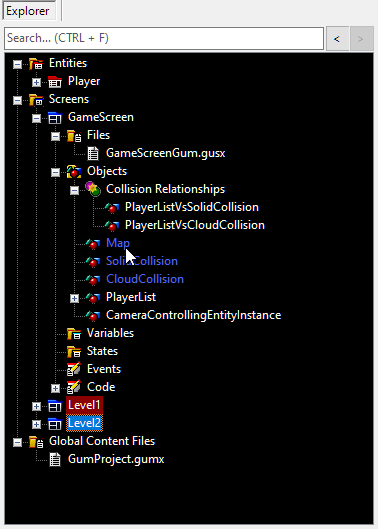 Explorer
Search... (CTRL + F)
<
>
Entities
Player
Screens
GameScreen
Files
GameScreenGum.gusx
Objects
Collision Relationships
PlayerListVsSolidCollision
PlayerListVsCloudCollision
Map
SolidCollision
CloudCollision
PlayerList
CameraControllingEntityInstance
Variables
States
Events
Code
Level1
Level2
Global Content Files
GumProject.gumx